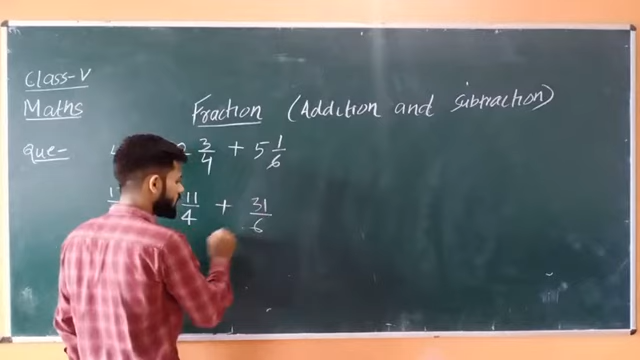 Class-V
Maths
Fraction (Addition and subtraction)
Que- 2 3/4 + 5 1/6
11/4 + 31/6